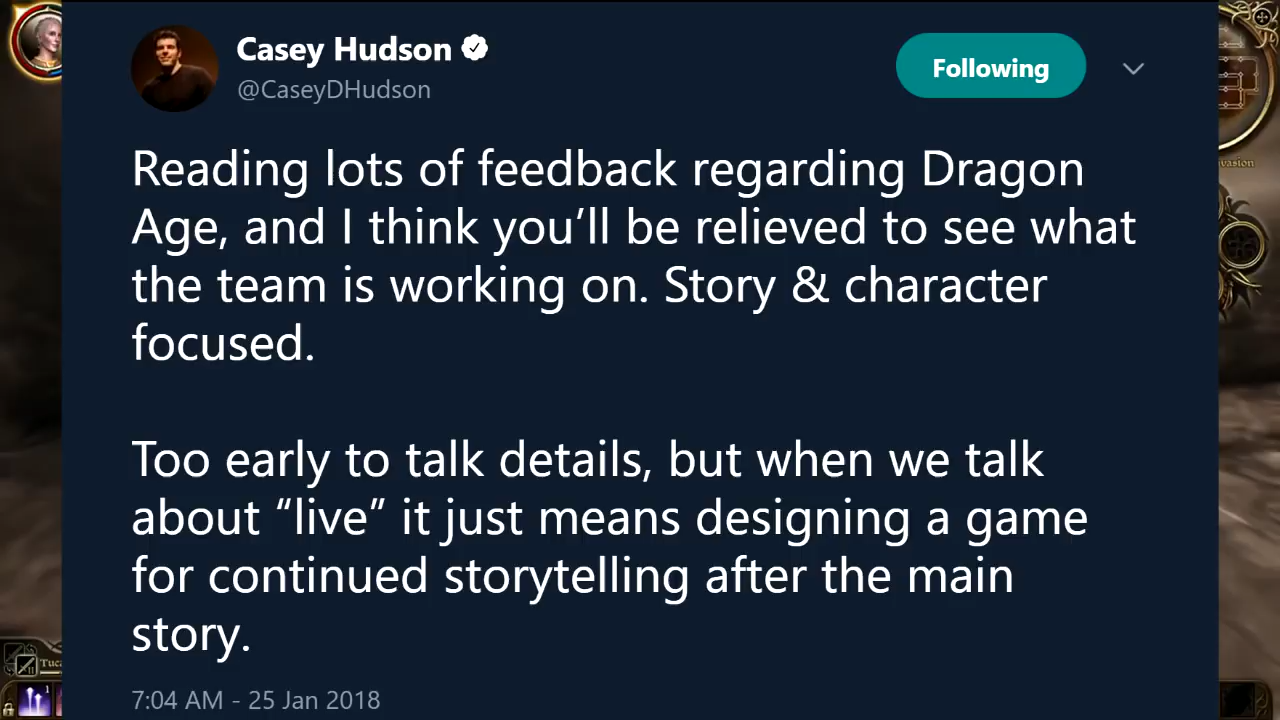 Casey Hudson
@CaseyDHudson
Following
Reading lots of feedback regarding Dragon
Age, and I think you’ll be relieved to see what
the team is working on. Story & character
focused.
Too early to talk details, but when we talk
about “live” it just means designing a game
for continued storytelling after the main
story.
7:04 AM - 25 Jan 2018